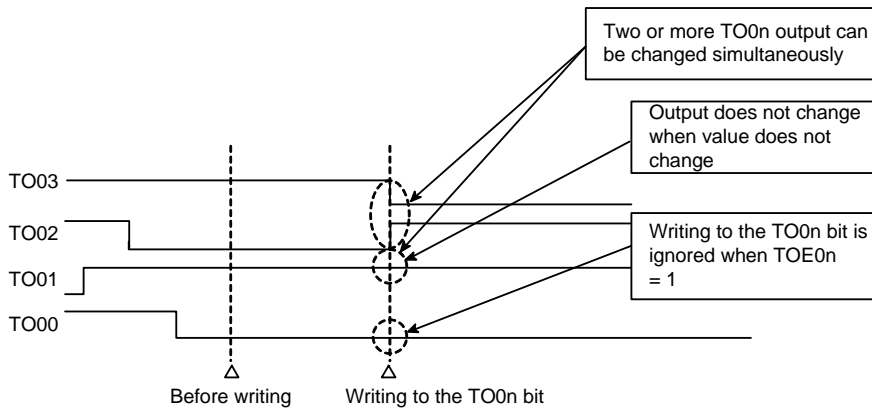 Two or more TO0n output can
be changed simultaneously
Output does not change
when value does not
change
TO03
TO02
Writing to the TO0n bit is
ignored when TOE0n
= 1
TO01
TO00
Before writing
Writing to the TO0n bit